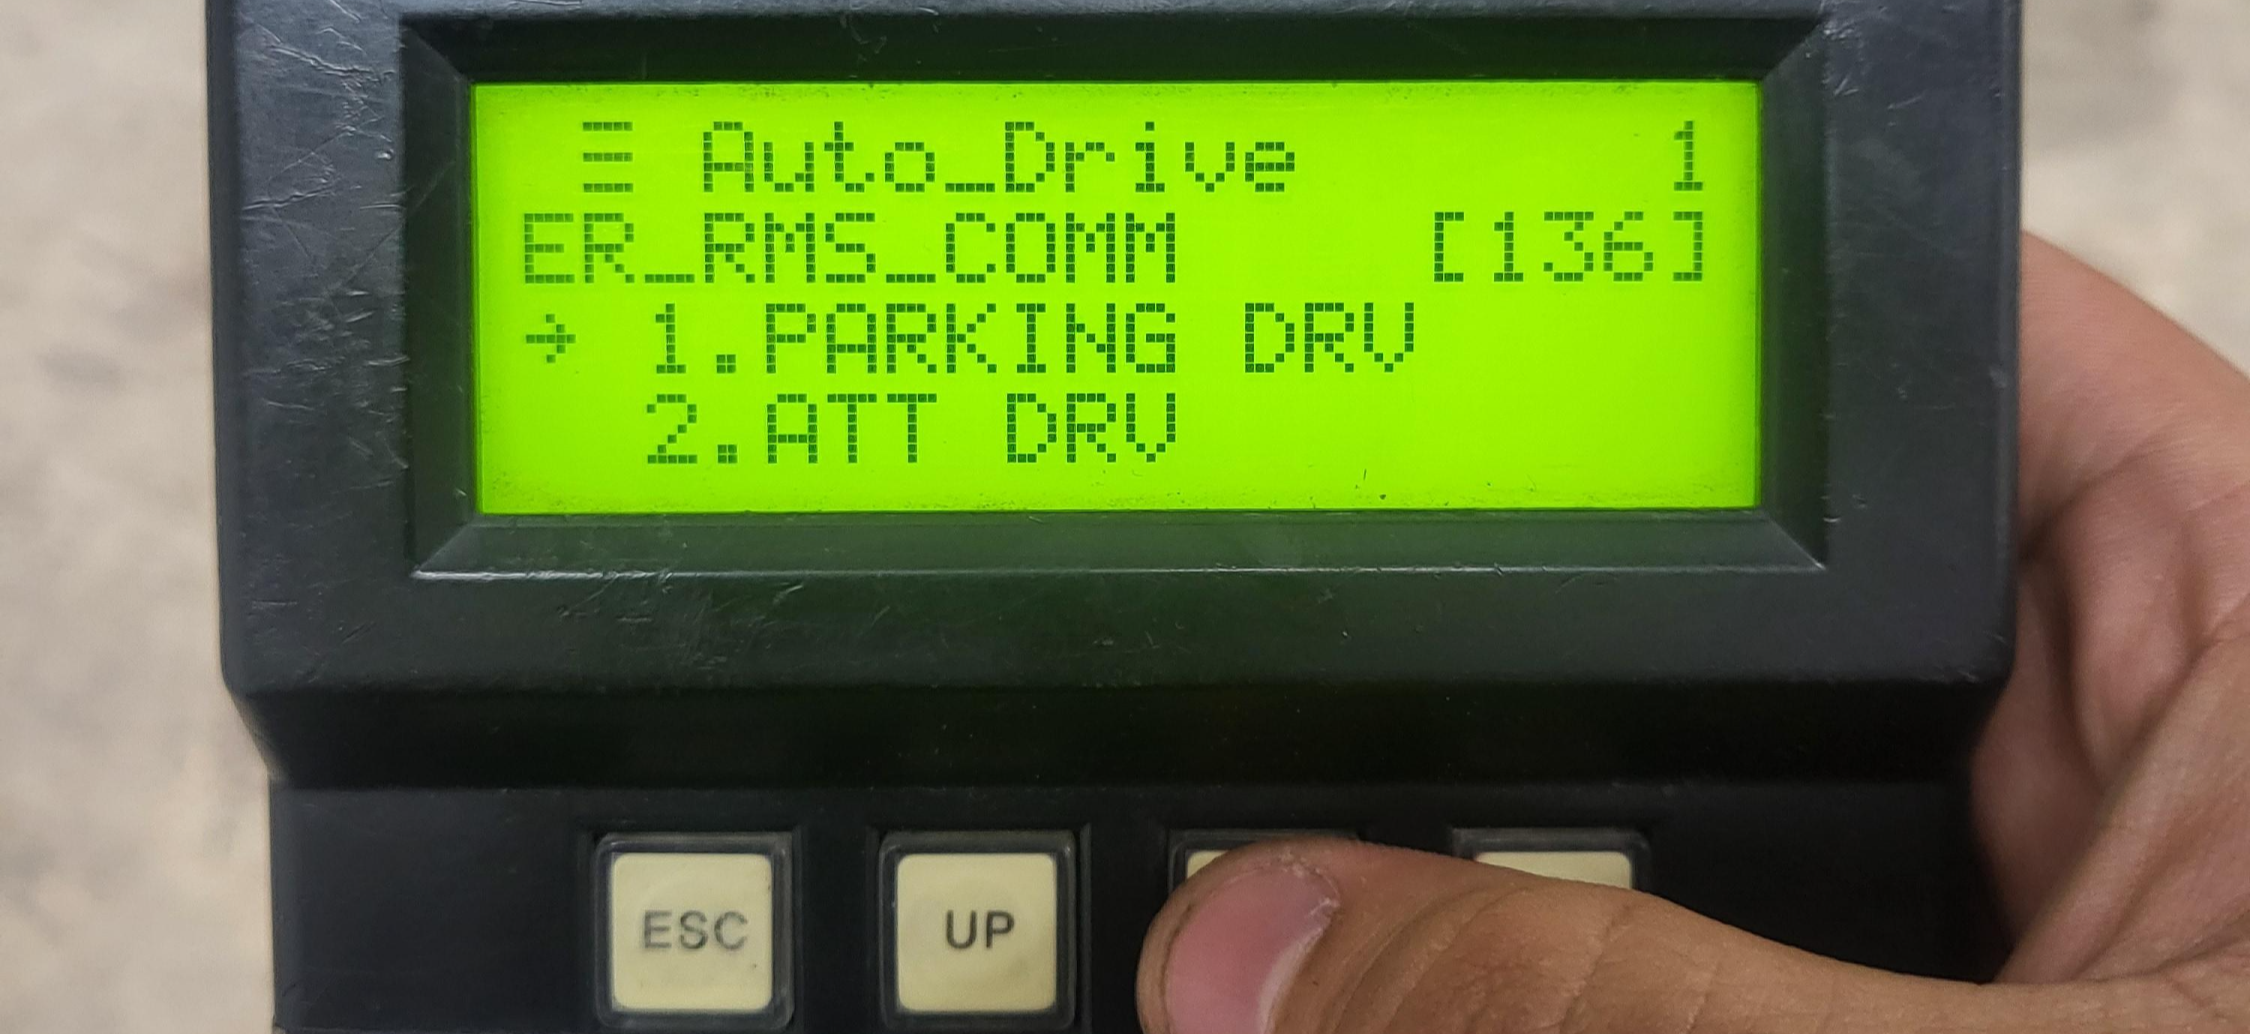 ☰ Auto_Drive 1
ER_RMS_COMM [136]
→ 1.PARKING DRV
2.ATT DRV
ESC UP